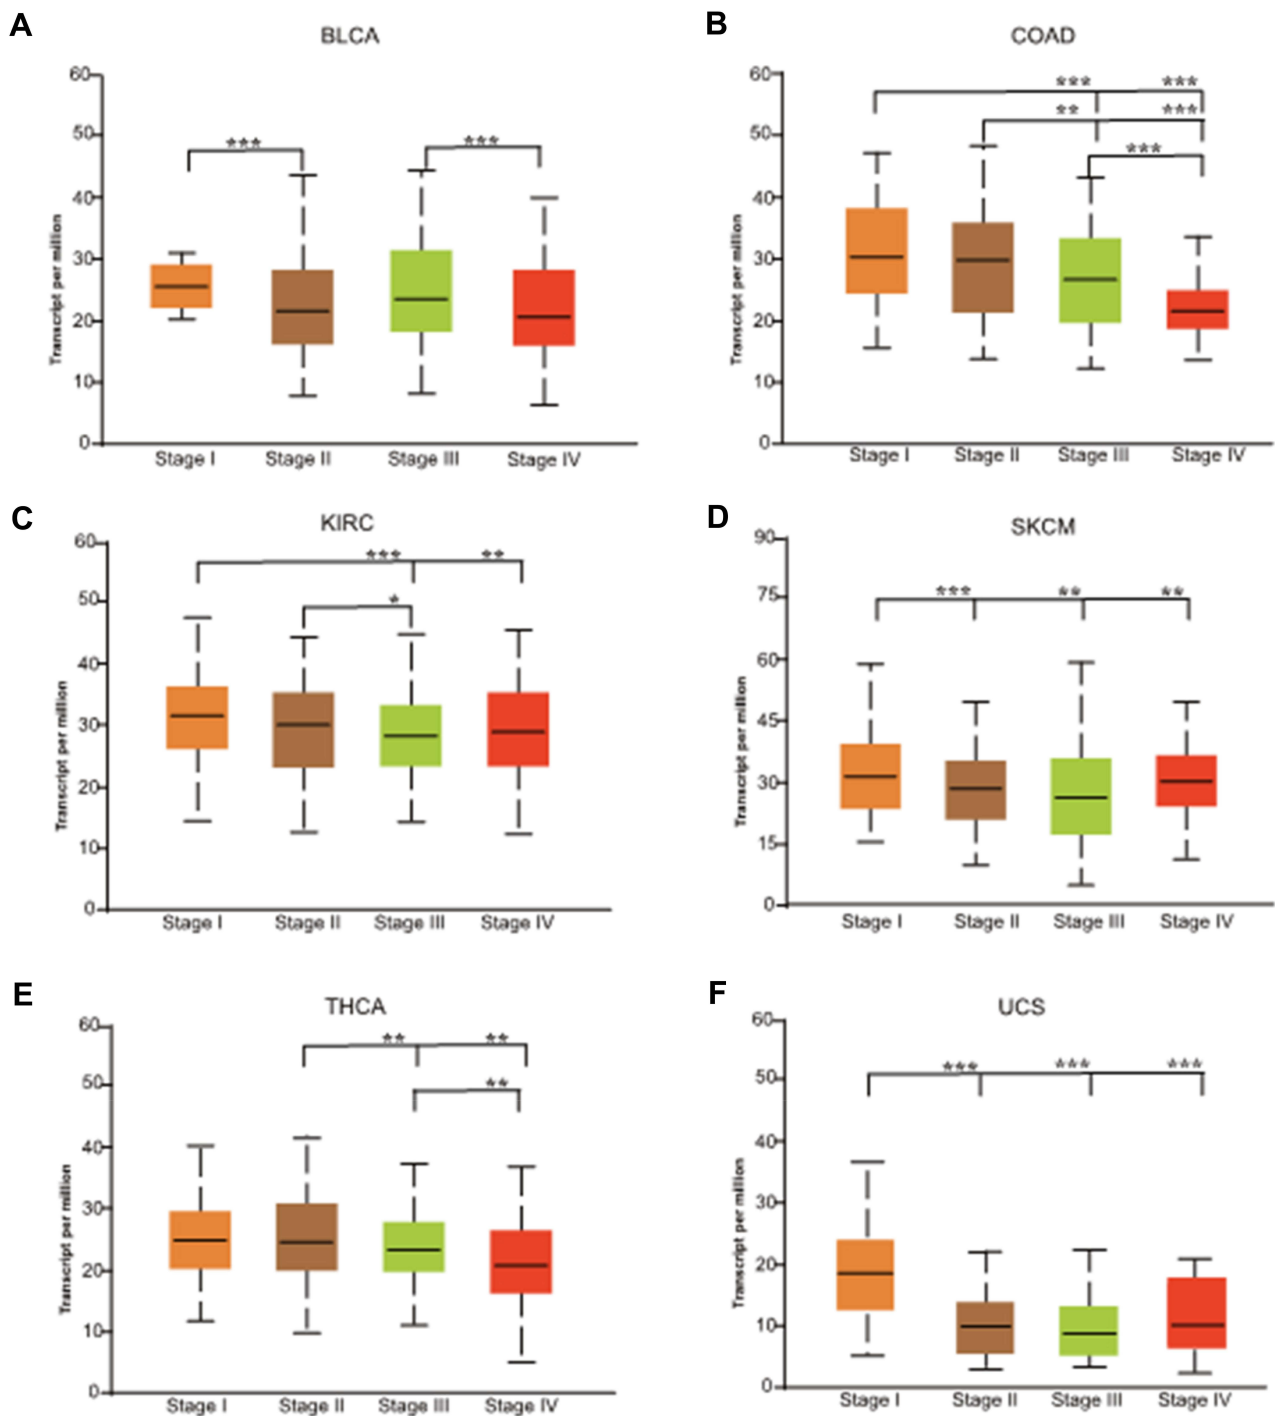 A
BLCA
60
50
40
30
20
10
0
Transcript per million
***
***
Stage I
Stage II
Stage III
Stage IV
B
COAD
60
50
40
30
20
10
0
Transcript per million
***
***
**
***
***
Stage I
Stage II
Stage III
Stage IV
C
KIRC
60
50
40
30
20
10
0
Transcript per million
***
**
*
Stage I
Stage II
Stage III
Stage IV
D
SKCM
90
75
60
45
30
15
0
Transcript per million
***
**
**
Stage I
Stage II
Stage III
Stage IV
E
THCA
60
50
40
30
20
10
0
Transcript per million
**
**
**
Stage I
Stage II
Stage III
Stage IV
F
UCS
60
50
40
30
20
10
0
Transcript per million
***
***
***
Stage I
Stage II
Stage III
Stage IV